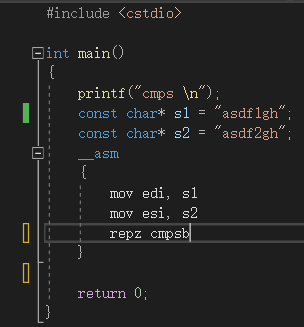 #include <cstdio>
int main()
{
printf("cmps \n");
const char* s1 = "asdf1gh";
const char* s2 = "asdf2gh";
__asm
{
mov edi, s1
mov esi, s2
repz cmpsb
}
return 0;
}